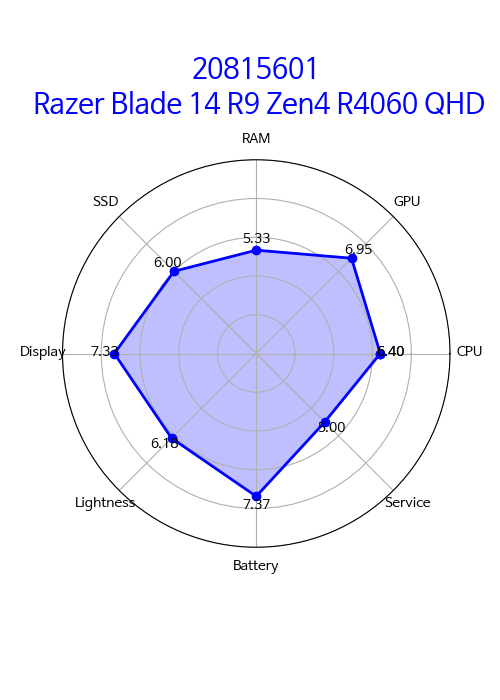 20815601
Razer Blade 14 R9 Zen4 R4060 QHD
RAM
SSD
GPU
5.33
6.95
6.00
Display
7.33
6.40
CPU
6.18
5.00
Lightness
7.37
Service
Battery